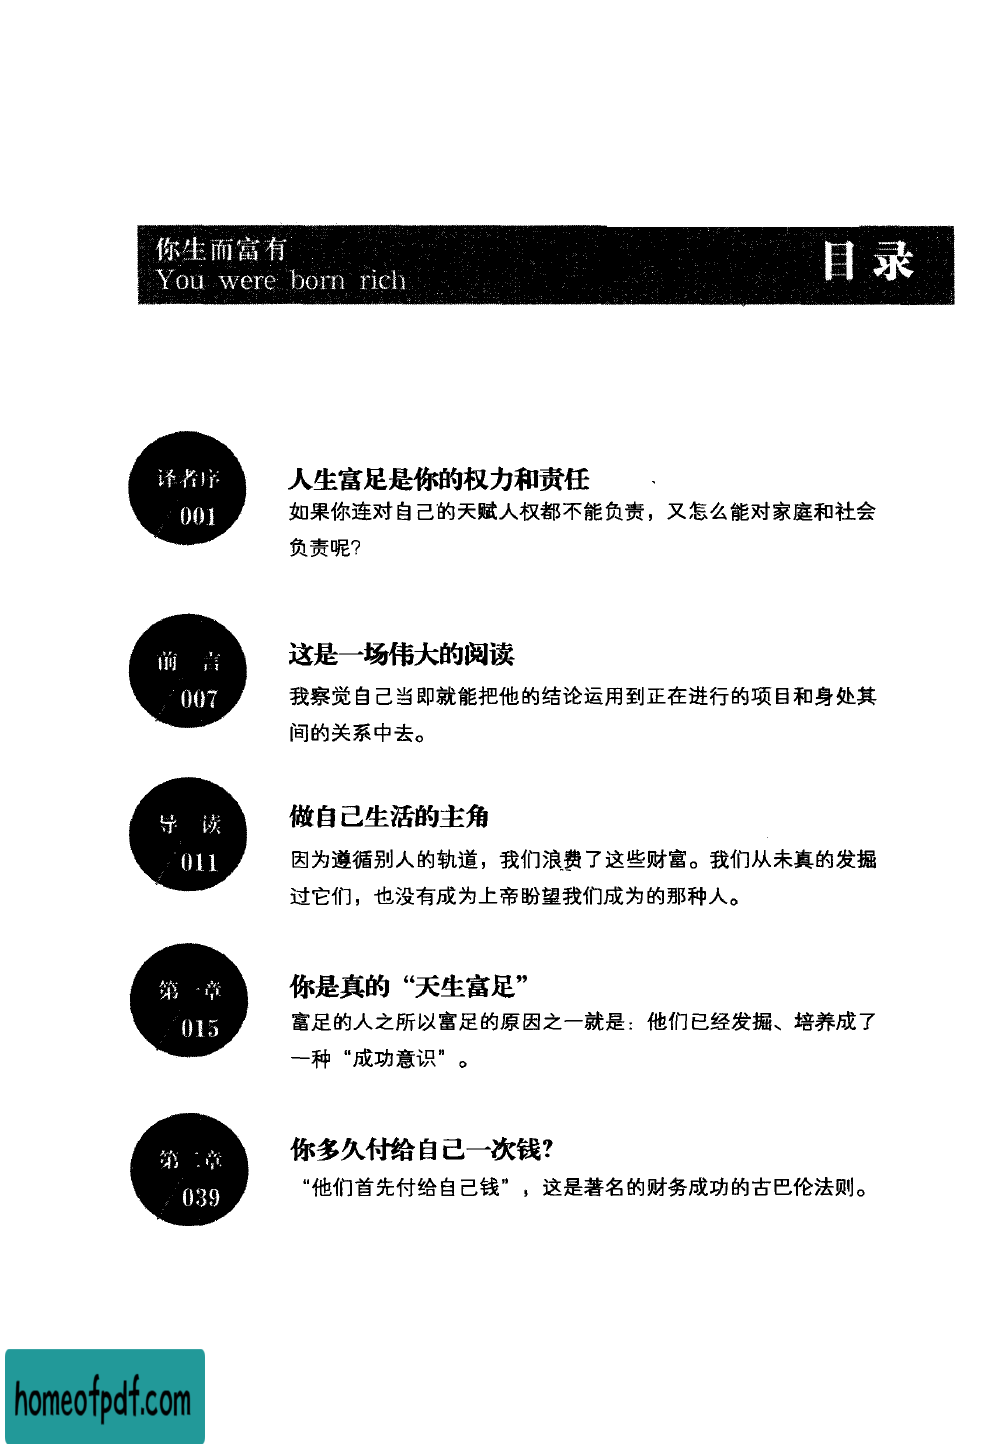 你生而富有
You were born rich
目录
译者序
001
人生富足是你的权力和责任
如果你连对自己的天赋人权都不能负责，又怎么能对家庭和社会
负责呢？
前 言
007
这是一场伟大的阅读
我察觉自己当即就能把他的结论运用到正在进行的项目和身处其
间的关系中去。
导 读
011
做自己生活的主角
因为遵循别人的轨道，我们浪费了这些财富。我们从未真的发掘
过它们，也没有成为上帝盼望我们成为的那种人。
第一章
015
你是真的“天生富足”
富足的人之所以富足的原因之一就是：他们已经发掘、培养成了
一种“成功意识”。
第二章
039
你多久付给自己一次钱？
“他们首先付给自己钱”，这是著名的财务成功的古巴伦法则。
homeofpdf.com